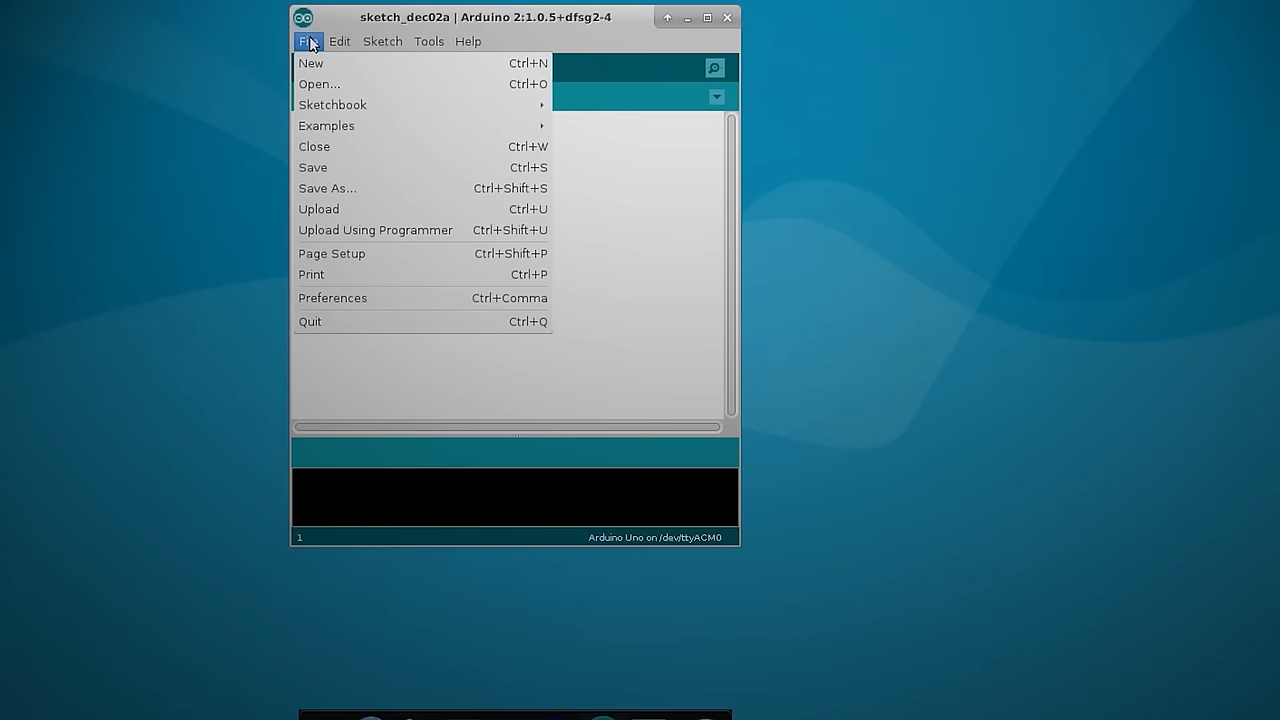 sketch_dec02a | Arduino 2:1.0.5+dfsg2-4
File Edit Sketch Tools Help
New Ctrl+N
Open... Ctrl+O
Sketchbook
Examples
Close Ctrl+W
Save Ctrl+S
Save As... Ctrl+Shift+S
Upload Ctrl+U
Upload Using Programmer Ctrl+Shift+U
Page Setup Ctrl+Shift+P
Print Ctrl+P
Preferences Ctrl+Comma
Quit Ctrl+Q
1 Arduino Uno on /dev/ttyACM0